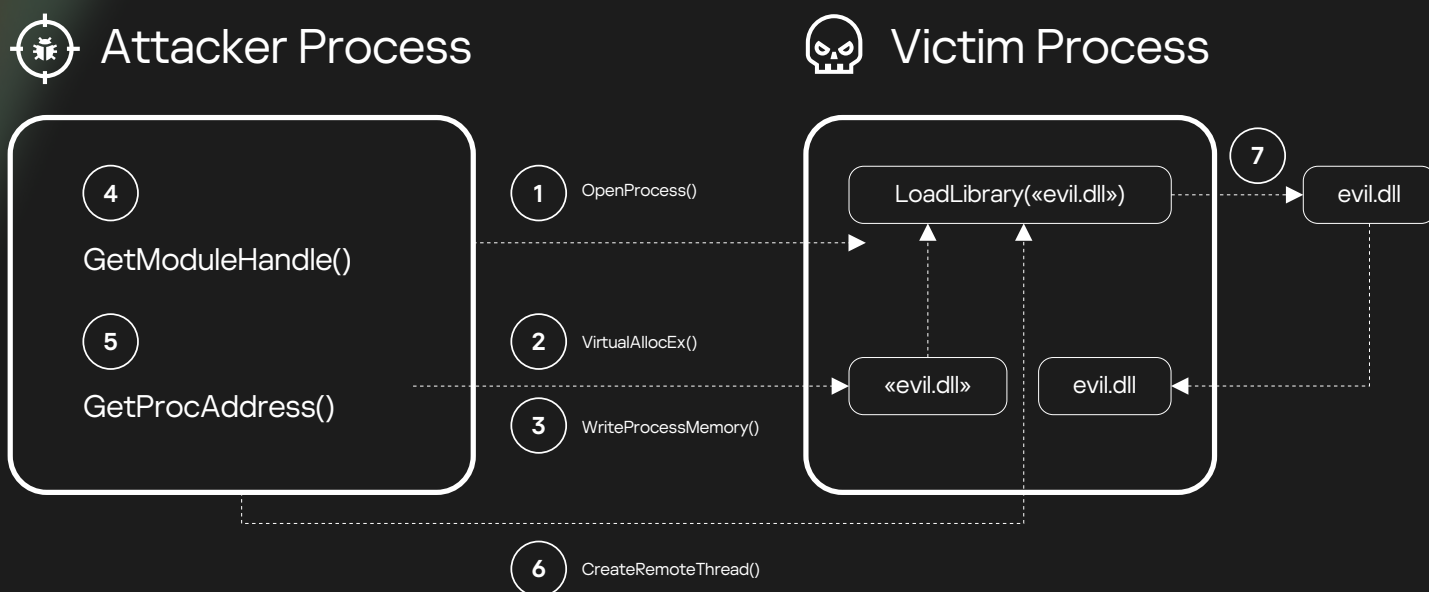 Attacker Process
Victim Process
4
GetModuleHandle()
5
GetProcAddress()
1
OpenProcess()
2
VirtualAllocEx()
3
WriteProcessMemory()
6
CreateRemoteThread()
LoadLibrary(«evil.dll»)
«evil.dll»
evil.dll
7
evil.dll